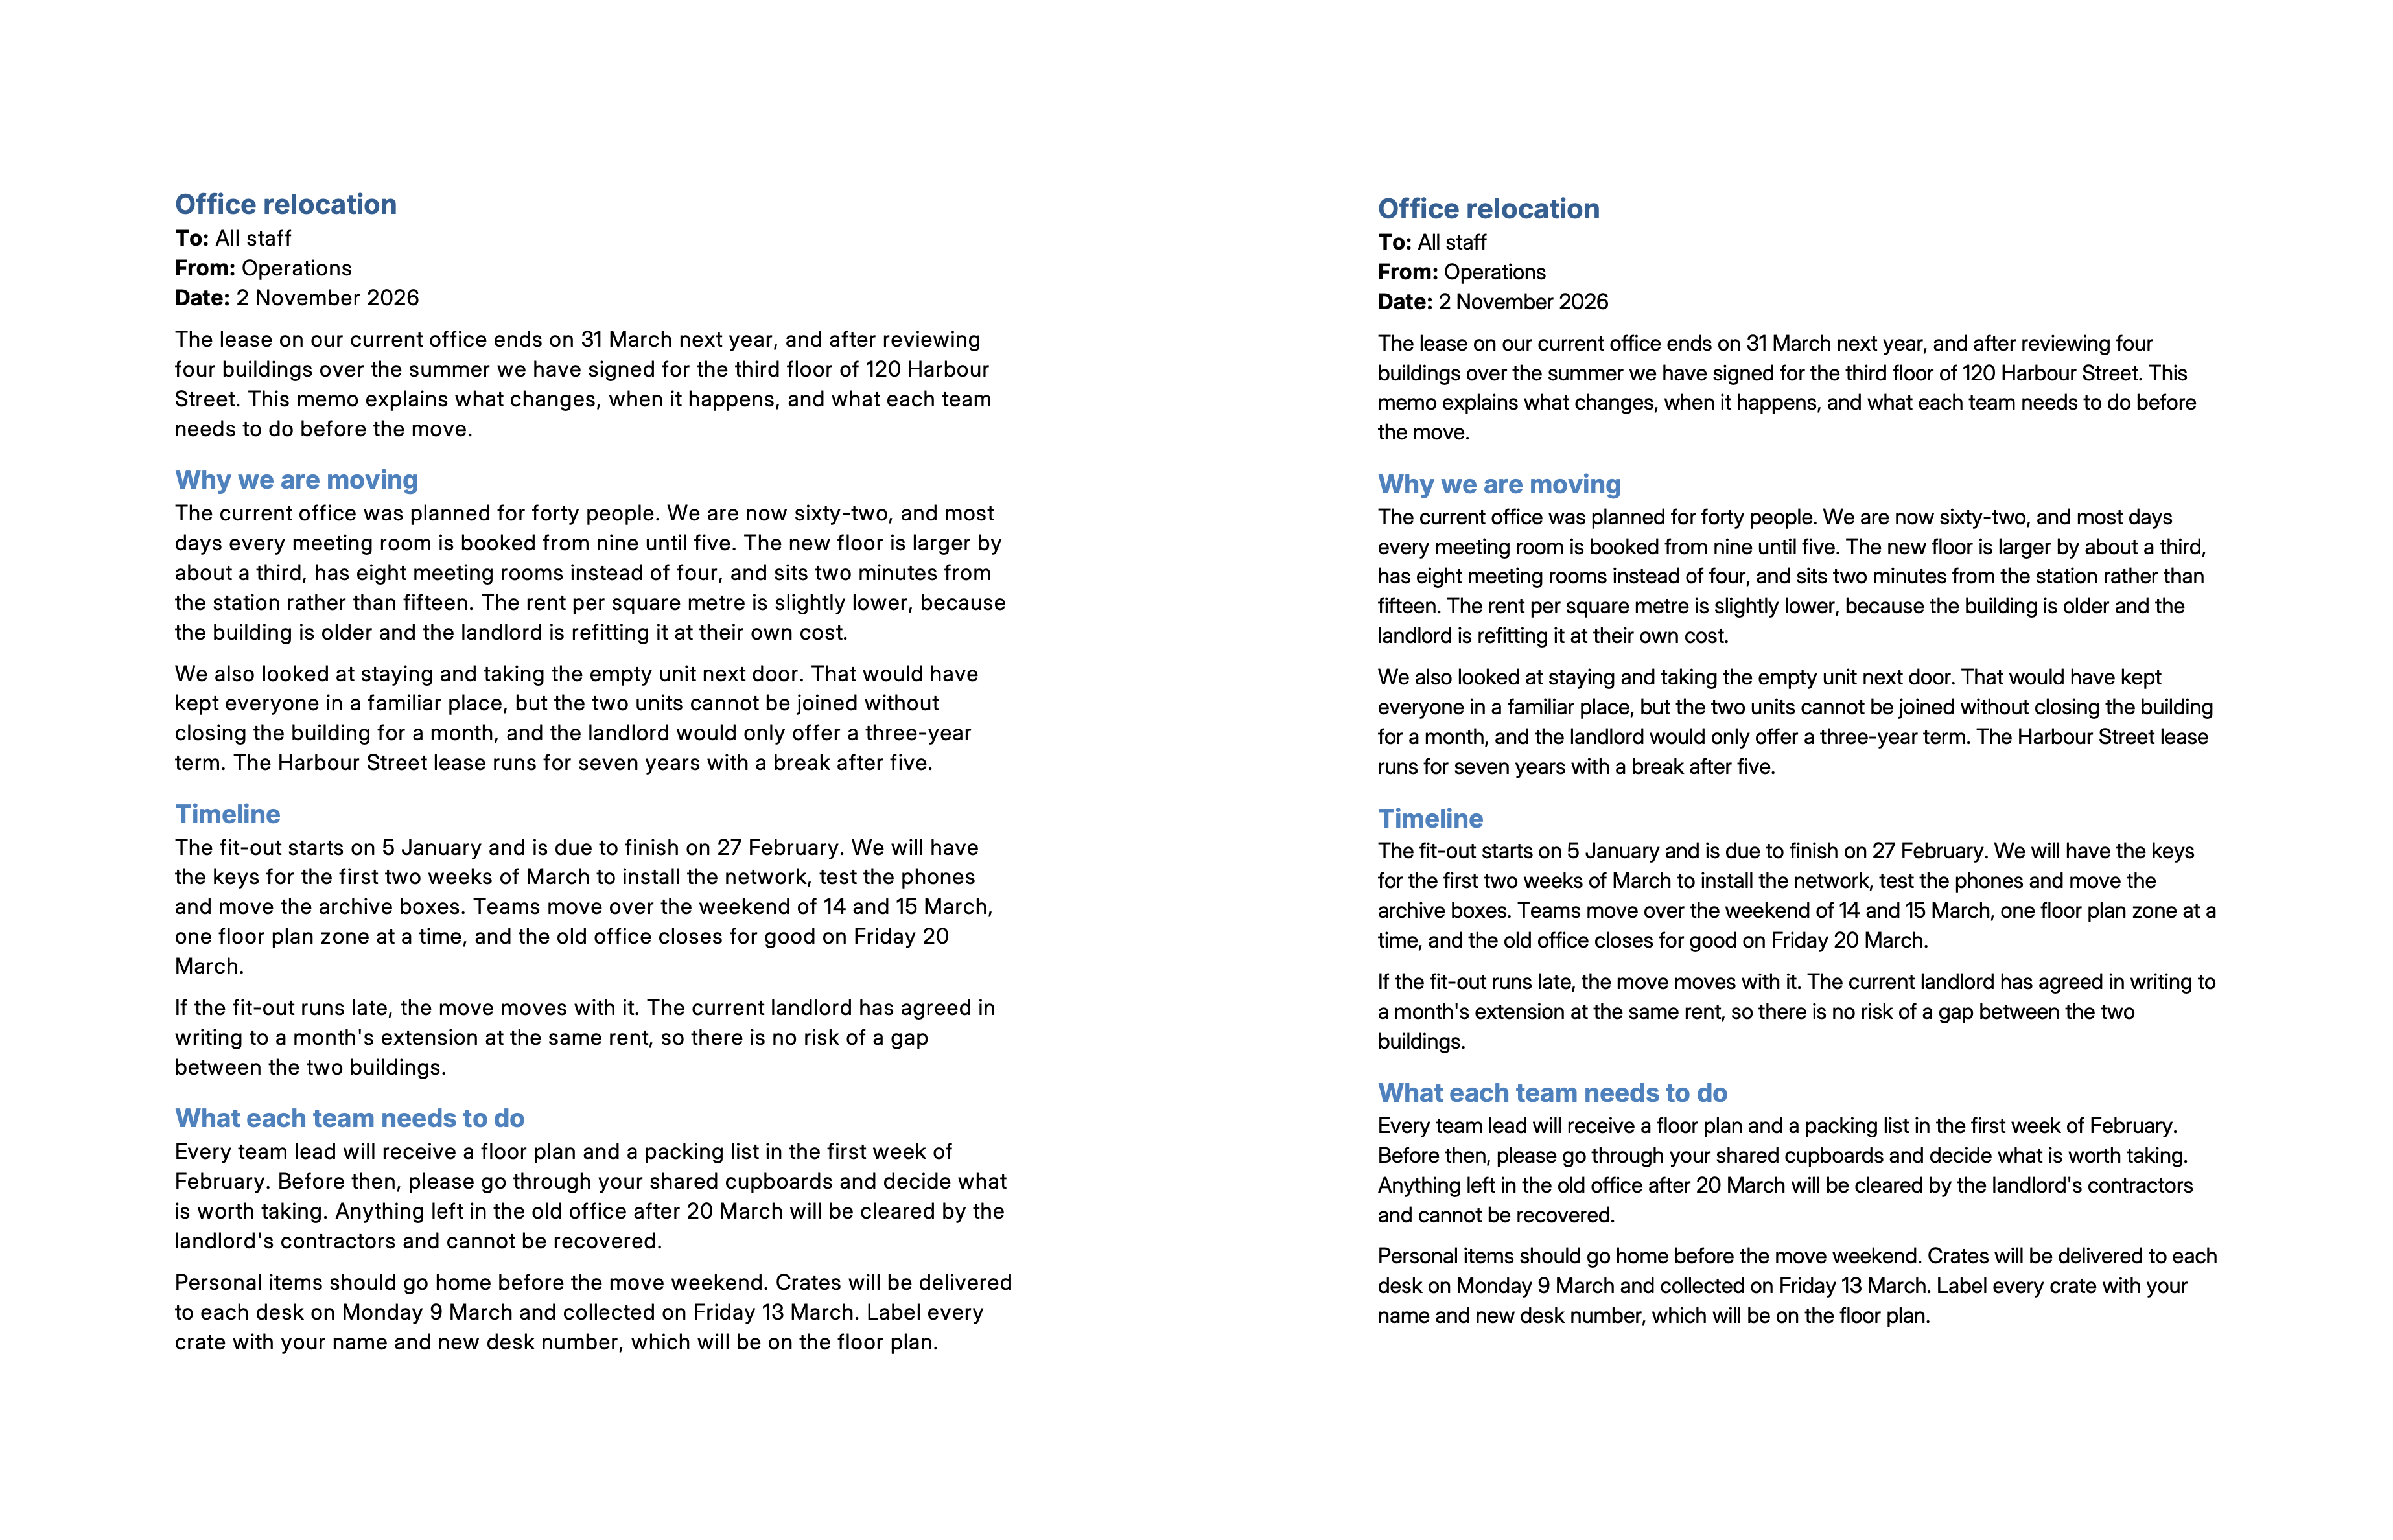 Office relocation
To: All staff
From: Operations
Date: 2 November 2026
The lease on our current office ends on 31 March next year, and after reviewing
four buildings over the summer we have signed for the third floor of 120 Harbour
Street. This memo explains what changes, when it happens, and what each team
needs to do before the move.
Why we are moving
The current office was planned for forty people. We are now sixty-two, and most
days every meeting room is booked from nine until five. The new floor is larger by
about a third, has eight meeting rooms instead of four, and sits two minutes from
the station rather than fifteen. The rent per square metre is slightly lower, because
the building is older and the landlord is refitting it at their own cost.
We also looked at staying and taking the empty unit next door. That would have
kept everyone in a familiar place, but the two units cannot be joined without
closing the building for a month, and the landlord would only offer a three-year
term. The Harbour Street lease runs for seven years with a break after five.
Timeline
The fit-out starts on 5 January and is due to finish on 27 February. We will have
the keys for the first two weeks of March to install the network, test the phones
and move the archive boxes. Teams move over the weekend of 14 and 15 March,
one floor plan zone at a time, and the old office closes for good on Friday 20
March.
If the fit-out runs late, the move moves with it. The current landlord has agreed in
writing to a month's extension at the same rent, so there is no risk of a gap
between the two buildings.
What each team needs to do
Every team lead will receive a floor plan and a packing list in the first week of
February. Before then, please go through your shared cupboards and decide what
is worth taking. Anything left in the old office after 20 March will be cleared by the
landlord's contractors and cannot be recovered.
Personal items should go home before the move weekend. Crates will be delivered
to each desk on Monday 9 March and collected on Friday 13 March. Label every
crate with your name and new desk number, which will be on the floor plan.
Office relocation
To: All staff
From: Operations
Date: 2 November 2026
The lease on our current office ends on 31 March next year, and after reviewing four
buildings over the summer we have signed for the third floor of 120 Harbour Street. This
memo explains what changes, when it happens, and what each team needs to do before
the move.
Why we are moving
The current office was planned for forty people. We are now sixty-two, and most days
every meeting room is booked from nine until five. The new floor is larger by about a third,
has eight meeting rooms instead of four, and sits two minutes from the station rather than
fifteen. The rent per square metre is slightly lower, because the building is older and the
landlord is refitting it at their own cost.
We also looked at staying and taking the empty unit next door. That would have kept
everyone in a familiar place, but the two units cannot be joined without closing the building
for a month, and the landlord would only offer a three-year term. The Harbour Street lease
runs for seven years with a break after five.
Timeline
The fit-out starts on 5 January and is due to finish on 27 February. We will have the keys
for the first two weeks of March to install the network, test the phones and move the
archive boxes. Teams move over the weekend of 14 and 15 March, one floor plan zone at a
time, and the old office closes for good on Friday 20 March.
If the fit-out runs late, the move moves with it. The current landlord has agreed in writing to
a month's extension at the same rent, so there is no risk of a gap between the two
buildings.
What each team needs to do
Every team lead will receive a floor plan and a packing list in the first week of February.
Before then, please go through your shared cupboards and decide what is worth taking.
Anything left in the old office after 20 March will be cleared by the landlord's contractors
and cannot be recovered.
Personal items should go home before the move weekend. Crates will be delivered to each
desk on Monday 9 March and collected on Friday 13 March. Label every crate with your
name and new desk number, which will be on the floor plan.